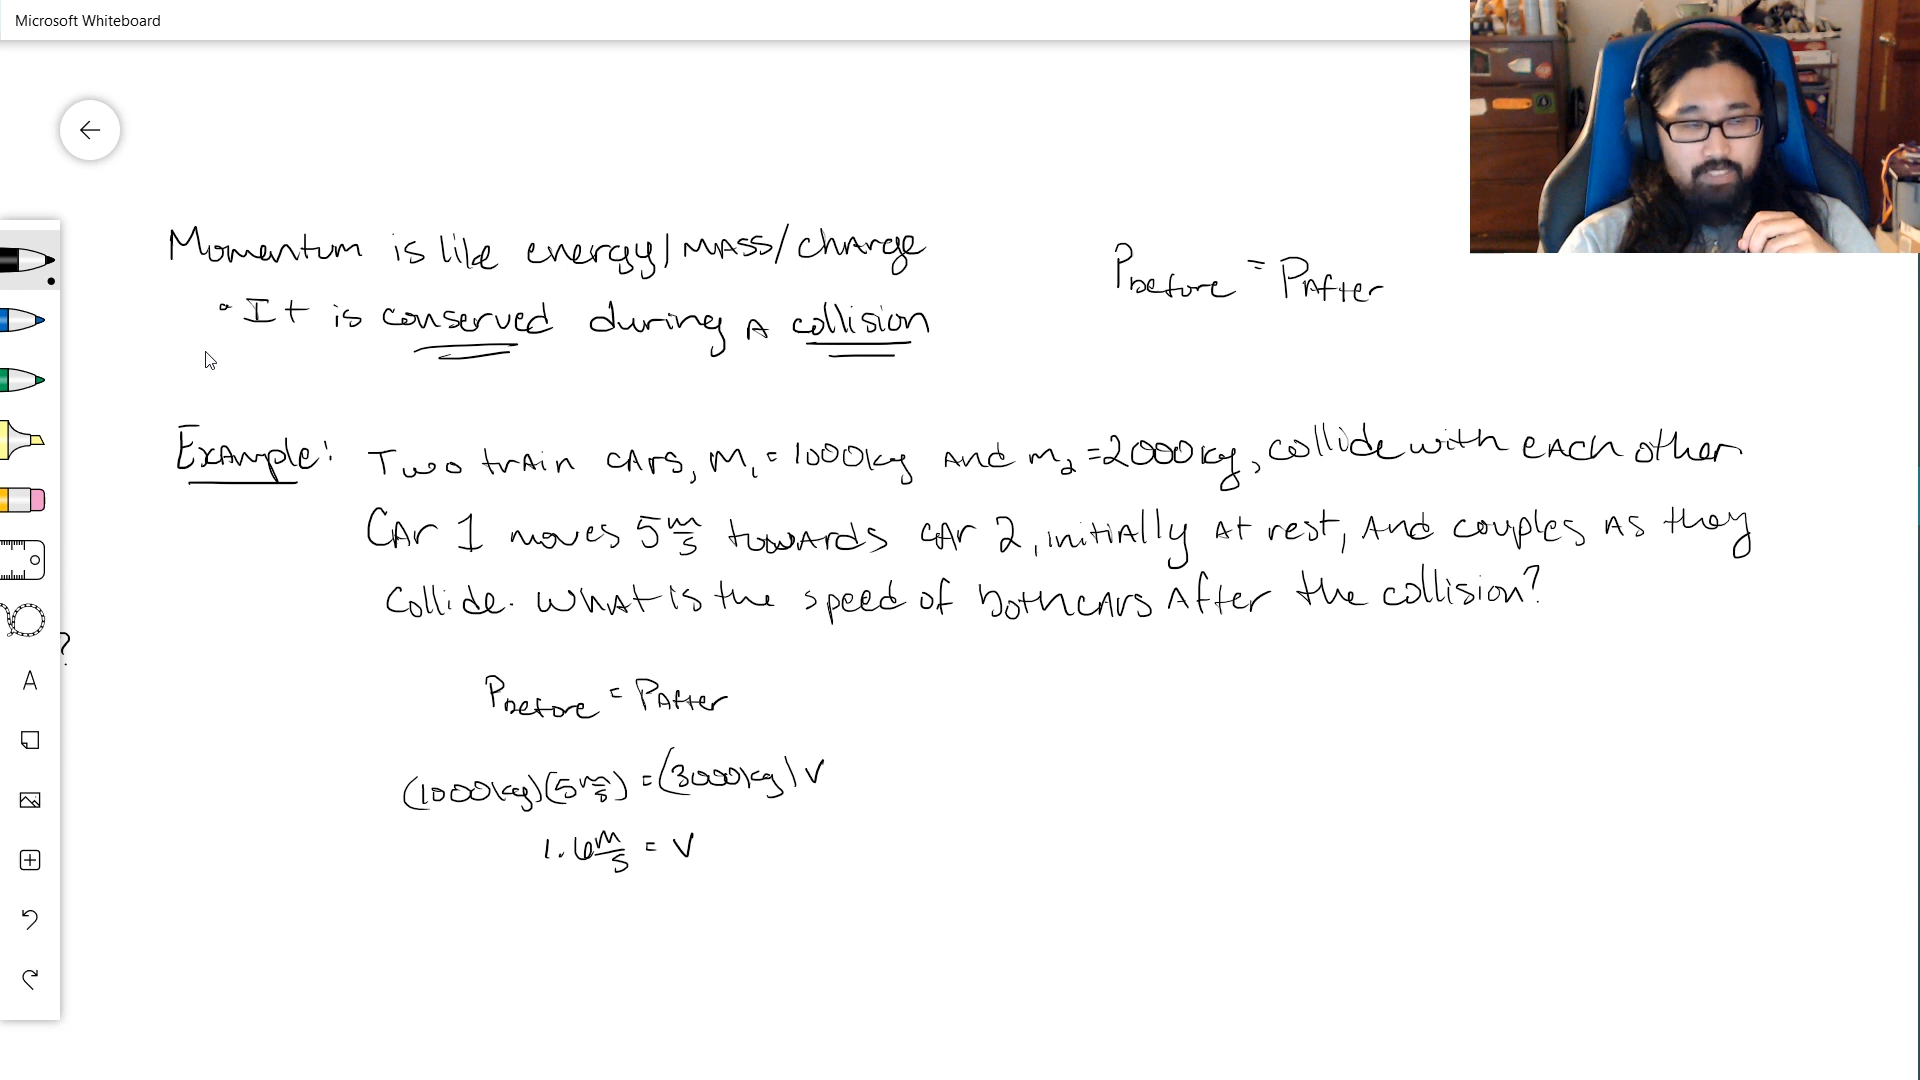 Microsoft Whiteboard
Momentum is like energy/mass/charge
• It is conserved during a collision
Pbefore = PAfter
Example: Two train cars, m₁ = 1000kg and m₂ = 2000kg, collide with each other
Car 1 moves 5 m/s towards car 2, initially at rest, and couples as they
collide. What is the speed of both cars after the collision?
?
A
Pbefore = PAfter
(1000kg)(5 m/s) = (3000kg) v
1.6 m/s = v